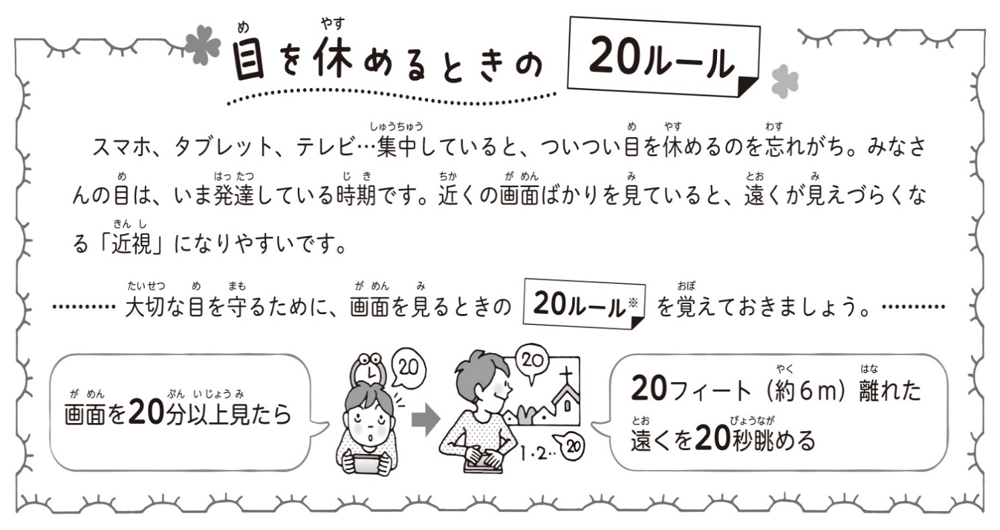 目を休めるときの 20ルール
スマホ、タブレット、テレビ…集中していると、ついつい目を休めるのを忘れがち。みなさ
んの目は、いま発達している時期です。近くの画面ばかりを見ていると、遠くが見えづらくな
る「近視」になりやすいです。
………… 大切な目を守るために、画面を見るときの 20ルール※ を覚えておきましょう。…………
画面を20分以上見たら
20
20
1・2‥20
20フィート（約6m）離れた
遠くを20秒眺める